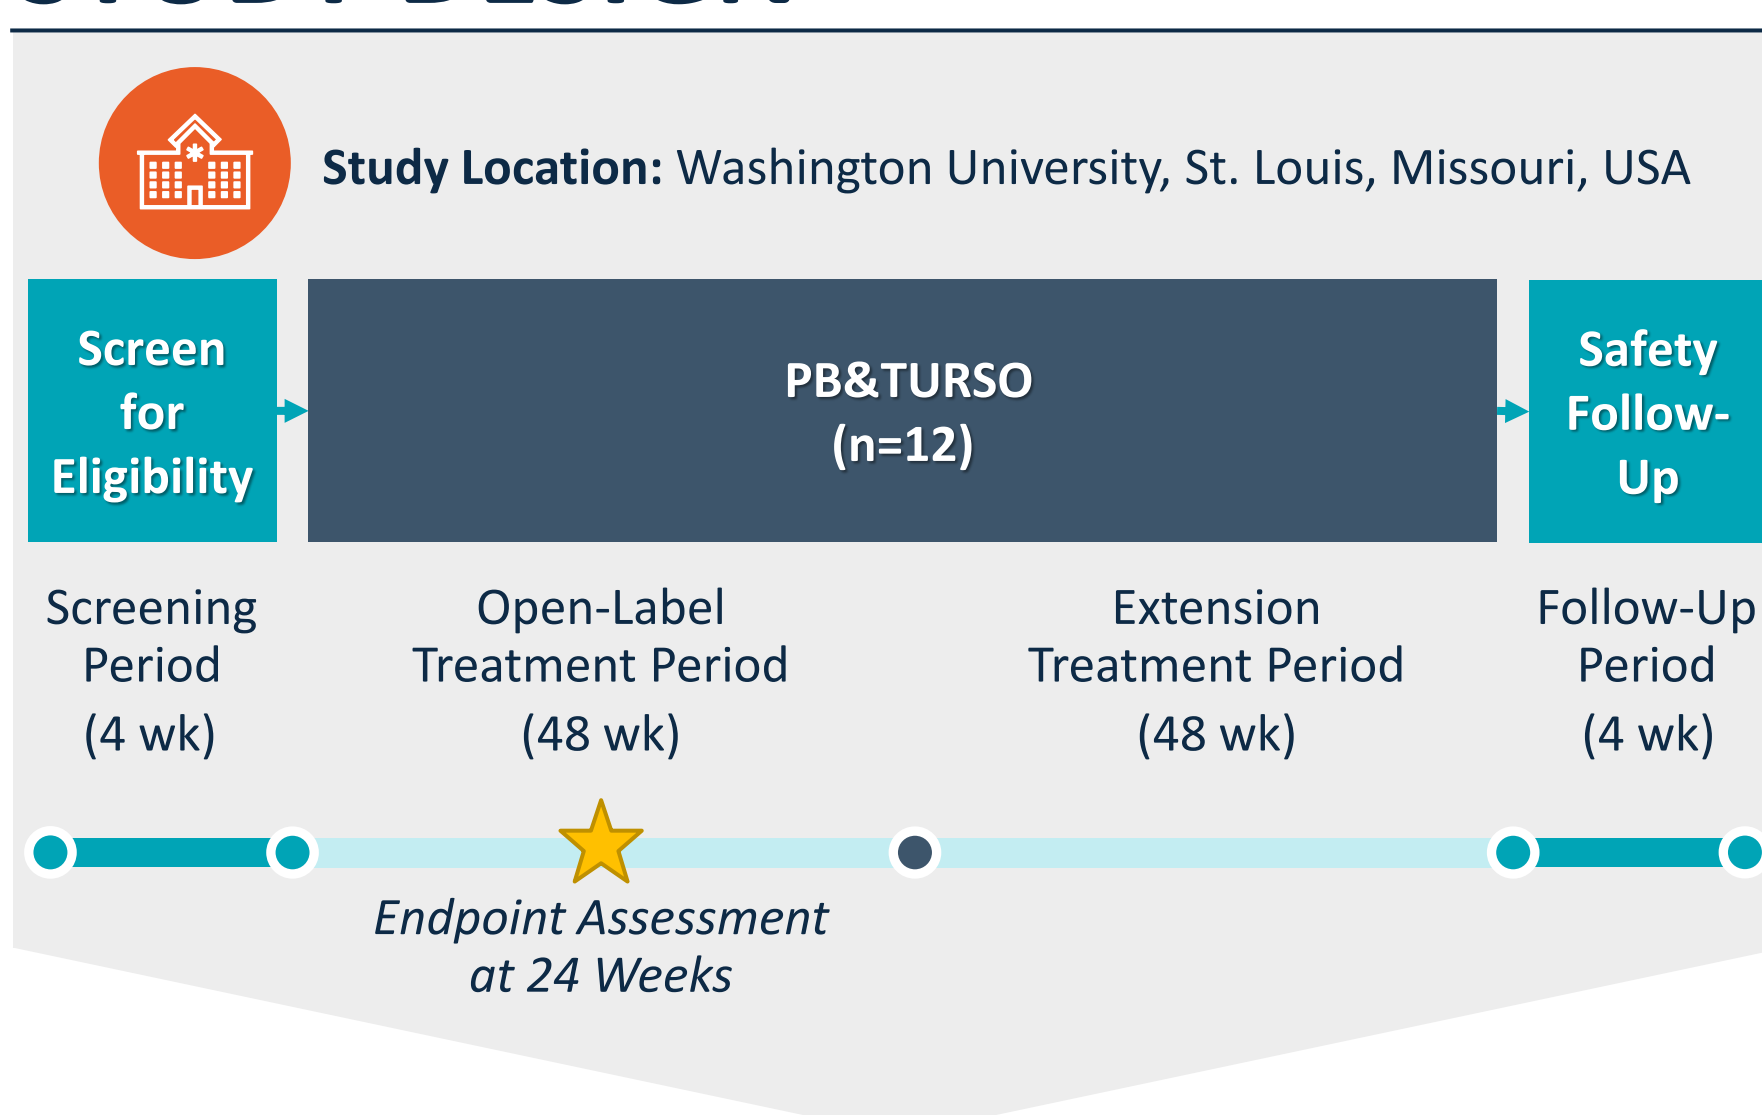 STUDY DESIGN
Study Location: Washington University, St. Louis, Missouri, USA
Screen
for
Eligibility
PB&TURSO
(n=12)
Safety
Follow-
Up
Screening
Period
(4 wk)
Open-Label
Treatment Period
(48 wk)
Extension
Treatment Period
(48 wk)
Follow-Up
Period
(4 wk)
Endpoint Assessment
at 24 Weeks